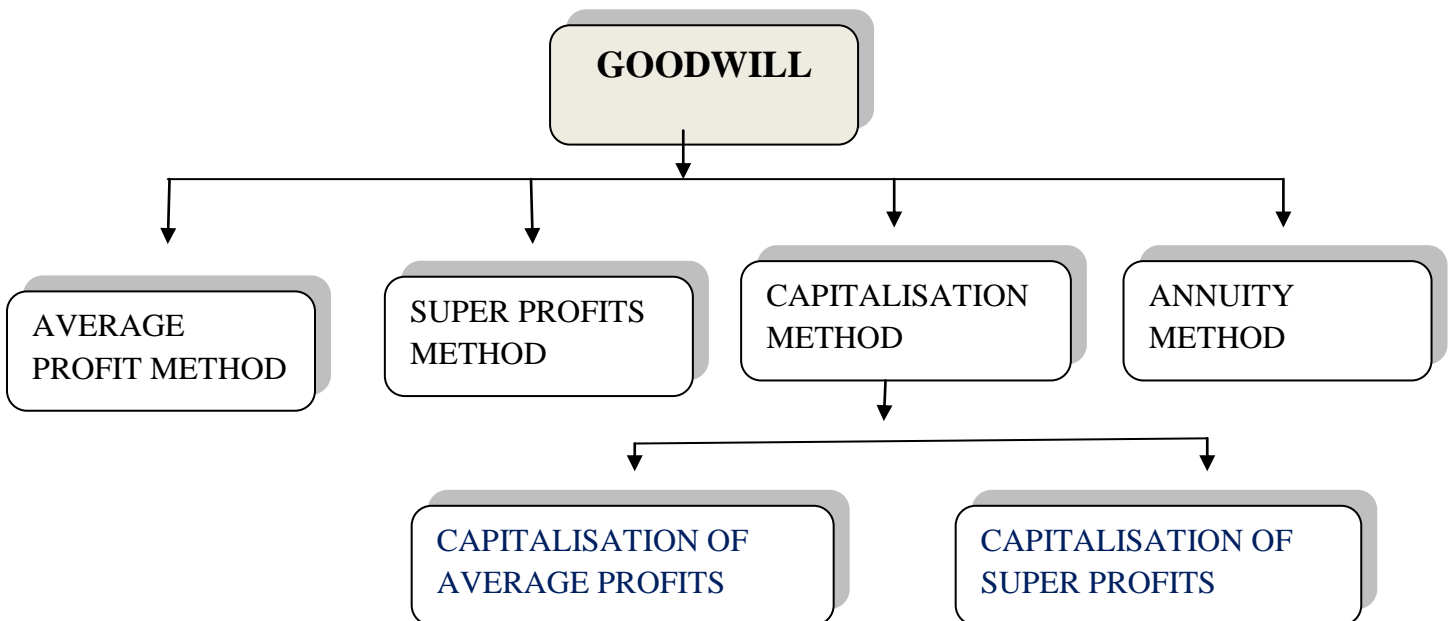 GOODWILL
AVERAGE
PROFIT METHOD
SUPER PROFITS
METHOD
CAPITALISATION
METHOD
ANNUITY
METHOD
CAPITALISATION OF
AVERAGE PROFITS
CAPITALISATION OF
SUPER PROFITS